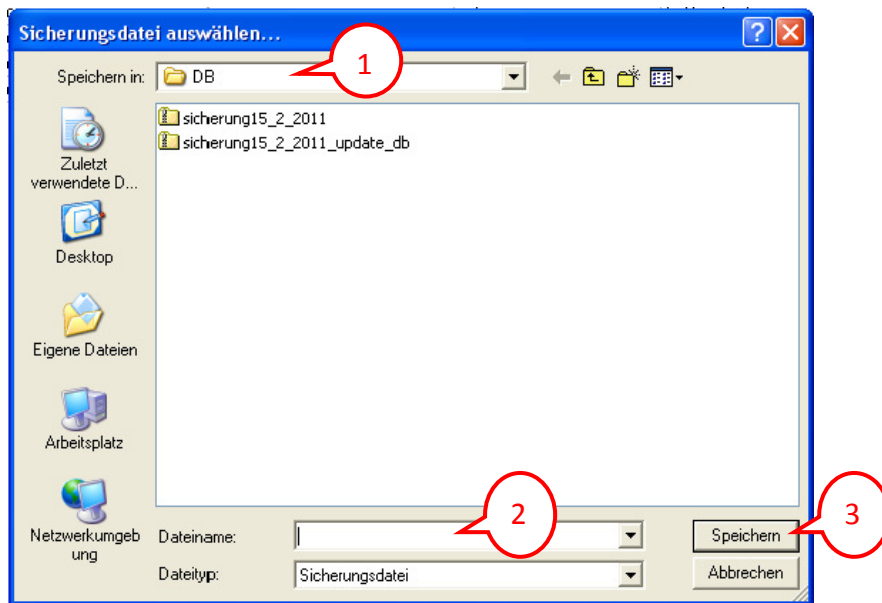 Sicherungsdatei auswählen...
Speichern in:
DB
1
sicherung15_2_2011
sicherung15_2_2011_update_db
Zuletzt
verwendete D...
Desktop
Eigene Dateien
Arbeitsplatz
Netzwerkumgeb
ung
Dateiname:
2
Speichern
3
Dateityp:
Sicherungsdatei
Abbrechen